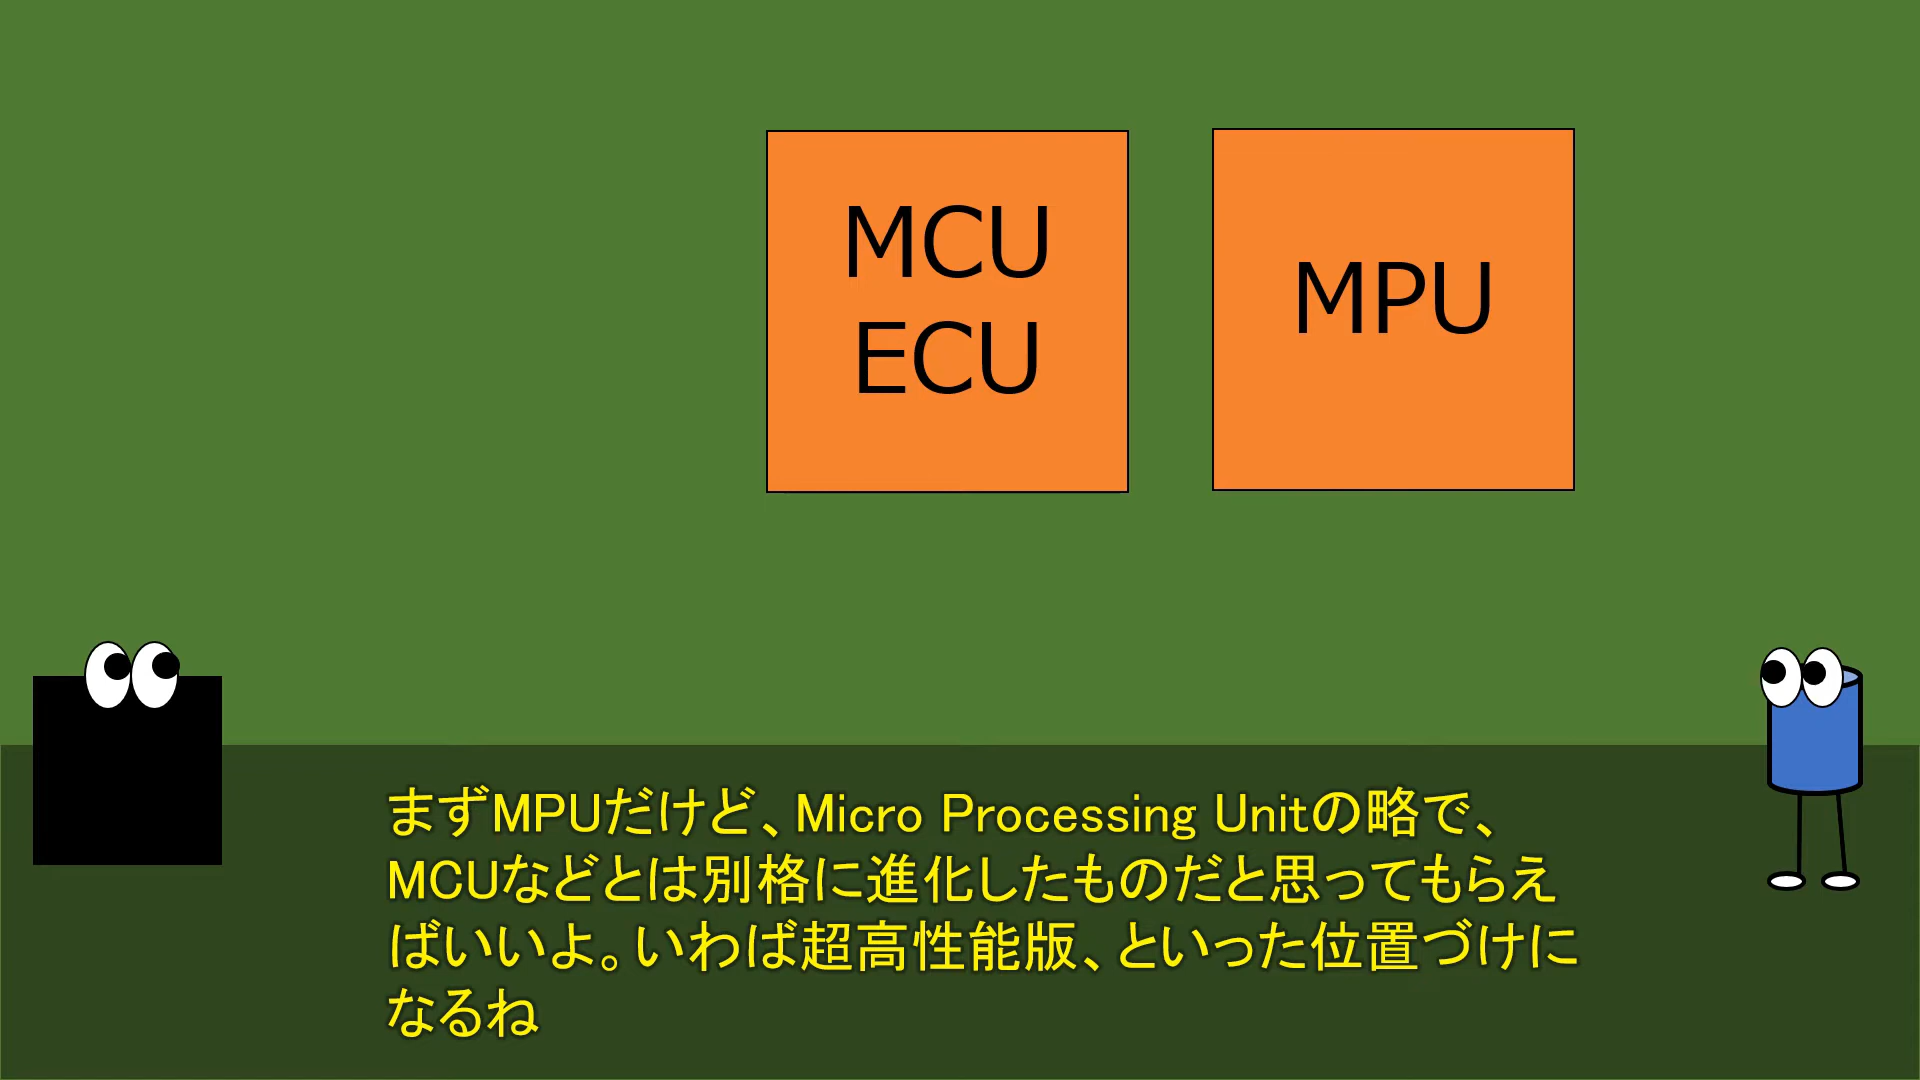 MCU
ECU
MPU
まずMPUだけど、Micro Processing Unitの略で、
MCUなどとは別格に進化したものだと思ってもらえ
ばいいよ。いわば超高性能版、といった位置づけに
なるね